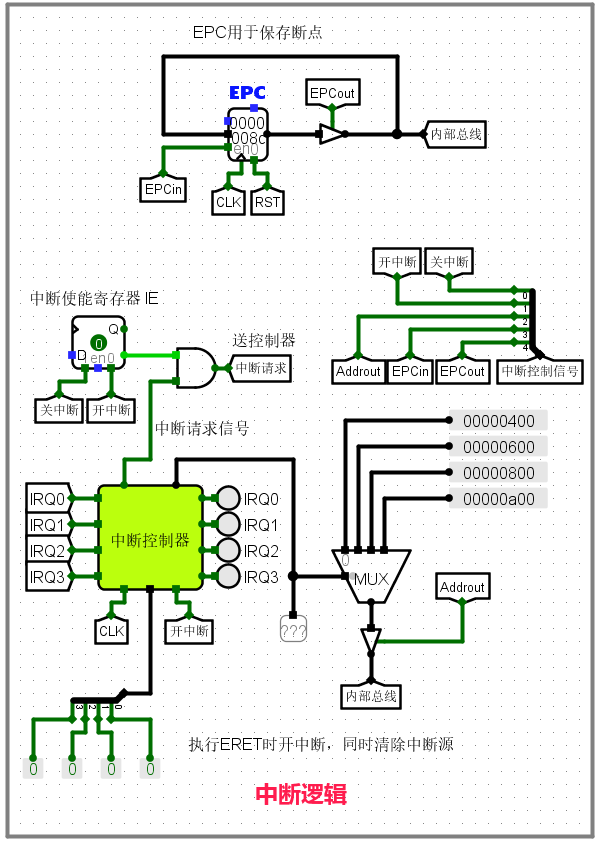 EPC用于保存断点
EPC
EPCout
0000
008c
en0
内部总线
EPCin
CLK
RST
开中断
关中断
0
1
2
3
4
Addrout
EPCin
EPCout
中断控制信号
中断使能寄存器 IE
Q
0
D
en0
送控制器
中断请求
关中断
开中断
中断请求信号
00000400
00000600
00000800
00000a00
IRQ0
IRQ1
IRQ2
IRQ3
中断控制器
IRQ0
IRQ1
IRQ2
IRQ3
0
MUX
Addrout
CLK
开中断
???
内部总线
3
2
1
0
0
0
0
0
执行ERET时开中断，同时清除中断源
中断逻辑